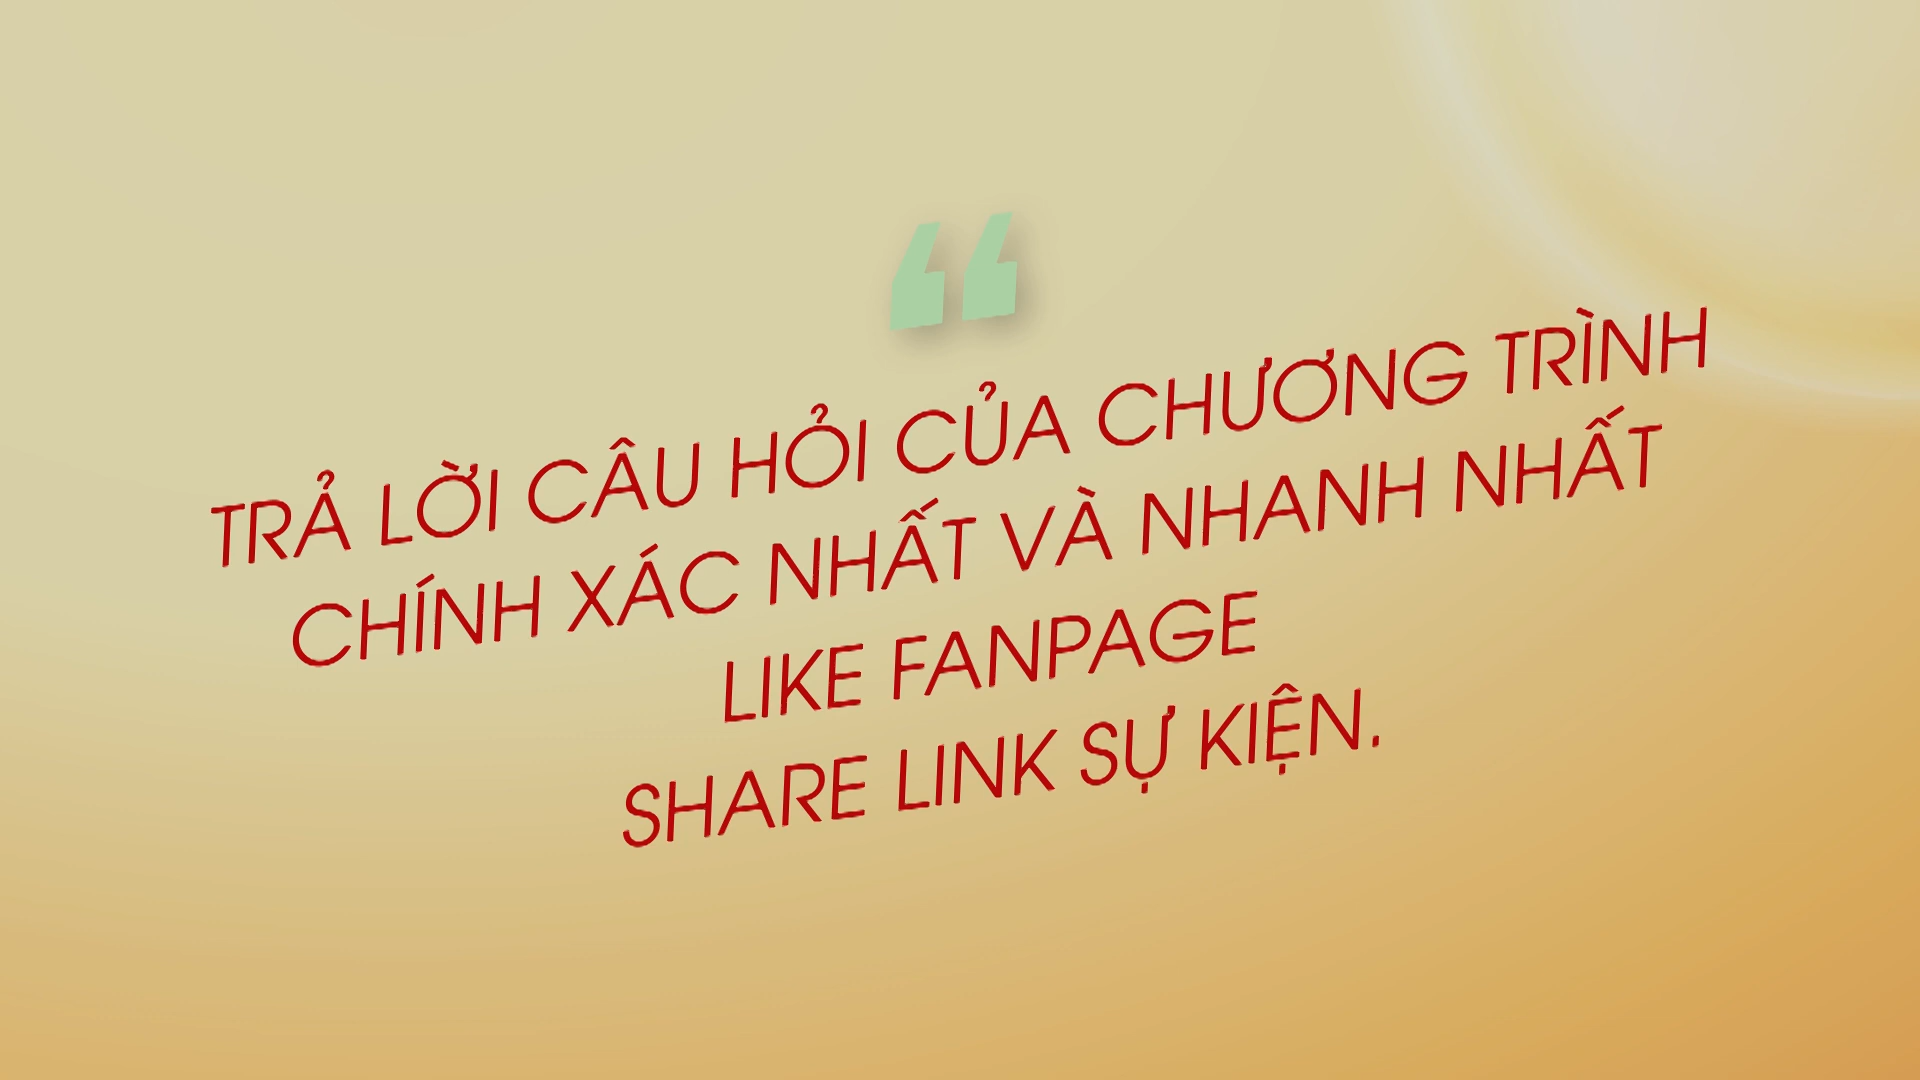 “
TRẢ LỜI CÂU HỎI CỦA CHƯƠNG TRÌNH
CHÍNH XÁC NHẤT VÀ NHANH NHẤT
LIKE FANPAGE
SHARE LINK SỰ KIỆN.